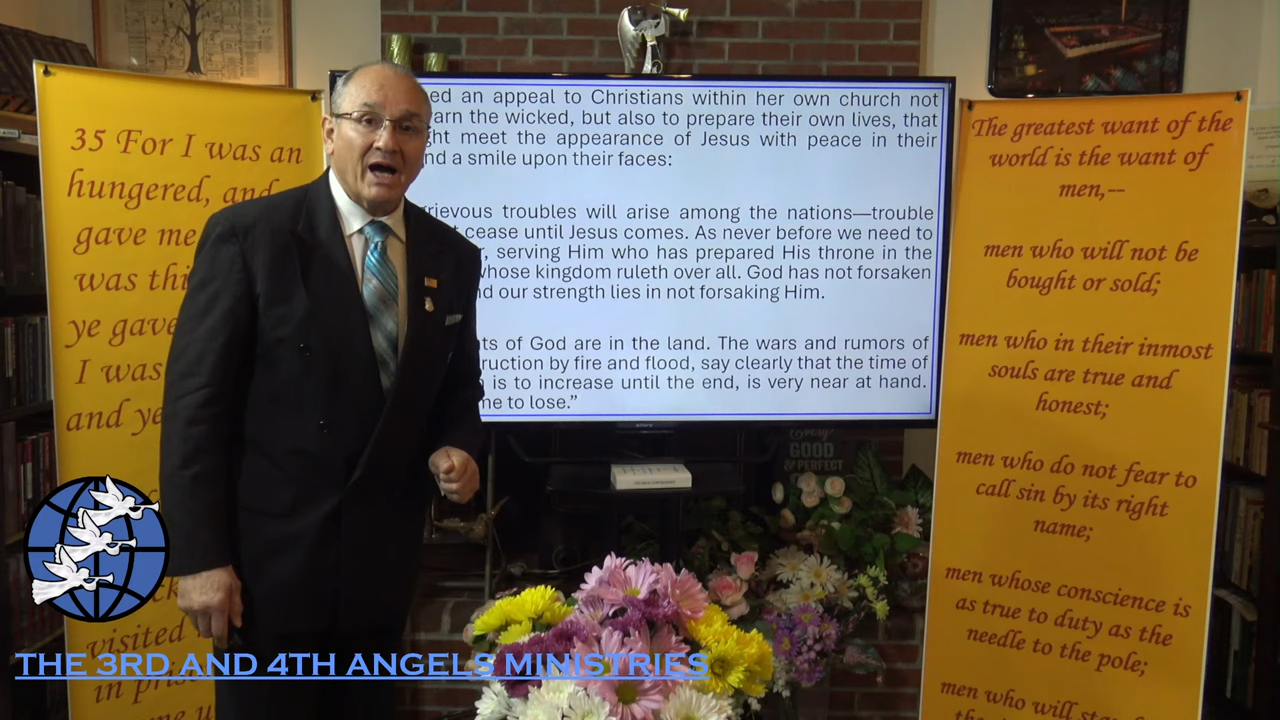 35 For I was an
hungered, and
gave me
was thi
ye gave
I was
and ye
visited
in pris
me u
ed an appeal to Christians within her own church not
arn the wicked, but also to prepare their own lives, that
ght meet the appearance of Jesus with peace in their
nd a smile upon their faces:
grievous troubles will arise among the nations—trouble
t cease until Jesus comes. As never before we need to
r, serving Him who has prepared His throne in the
whose kingdom ruleth over all. God has not forsaken
nd our strength lies in not forsaking Him.
ts of God are in the land. The wars and rumors of
ruction by fire and flood, say clearly that the time of
is to increase until the end, is very near at hand.
me to lose.”
SONY
Every
GOOD
& PERFECT
The greatest want of the
world is the want of
men,--
men who will not be
bought or sold;
men who in their inmost
souls are true and
honest;
men who do not fear to
call sin by its right
name;
men whose conscience is
as true to duty as the
needle to the pole;
men who will sta
THE 3RD AND 4TH ANGELS MINISTRIES